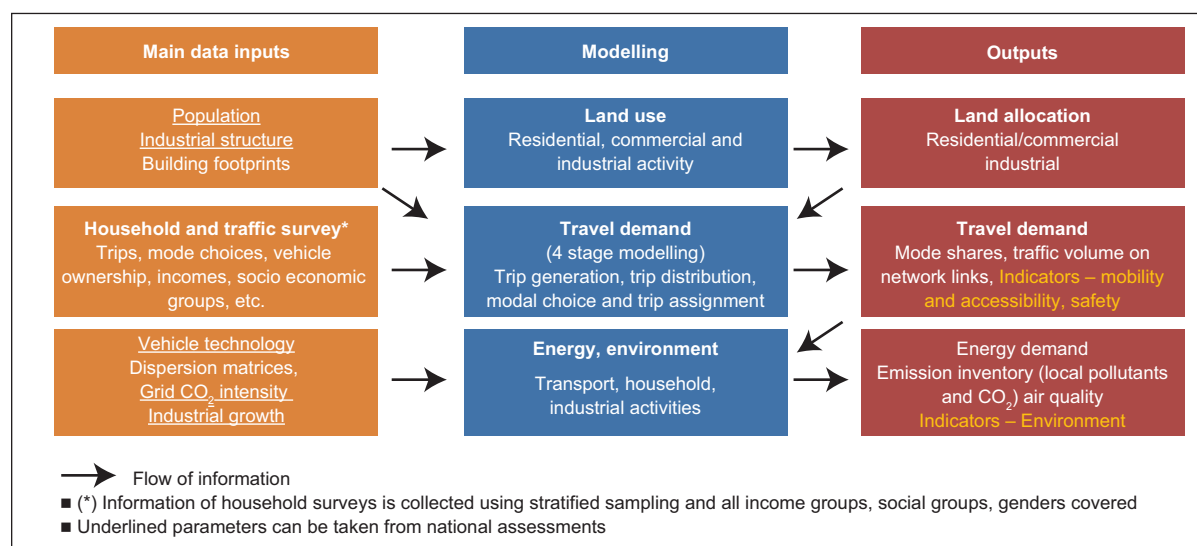 Main data inputs
Modelling
Outputs
Population
Industrial structure
Building footprints
Land use
Residential, commercial and
industrial activity
Land allocation
Residential/commercial
industrial
Household and traffic survey*
Trips, mode choices, vehicle
ownership, incomes, socio economic
groups, etc.
Travel demand
(4 stage modelling)
Trip generation, trip distribution,
modal choice and trip assignment
Travel demand
Mode shares, traffic volume on
network links, Indicators – mobility
and accessibility, safety
Vehicle technology
Dispersion matrices,
Grid CO2 intensity
Industrial growth
Energy, environment
Transport, household,
industrial activities
Energy demand
Emission inventory (local pollutants
and CO2) air quality
Indicators – Environment
Flow of information
■ (*) Information of household surveys is collected using stratified sampling and all income groups, social groups, genders covered
■ Underlined parameters can be taken from national assessments